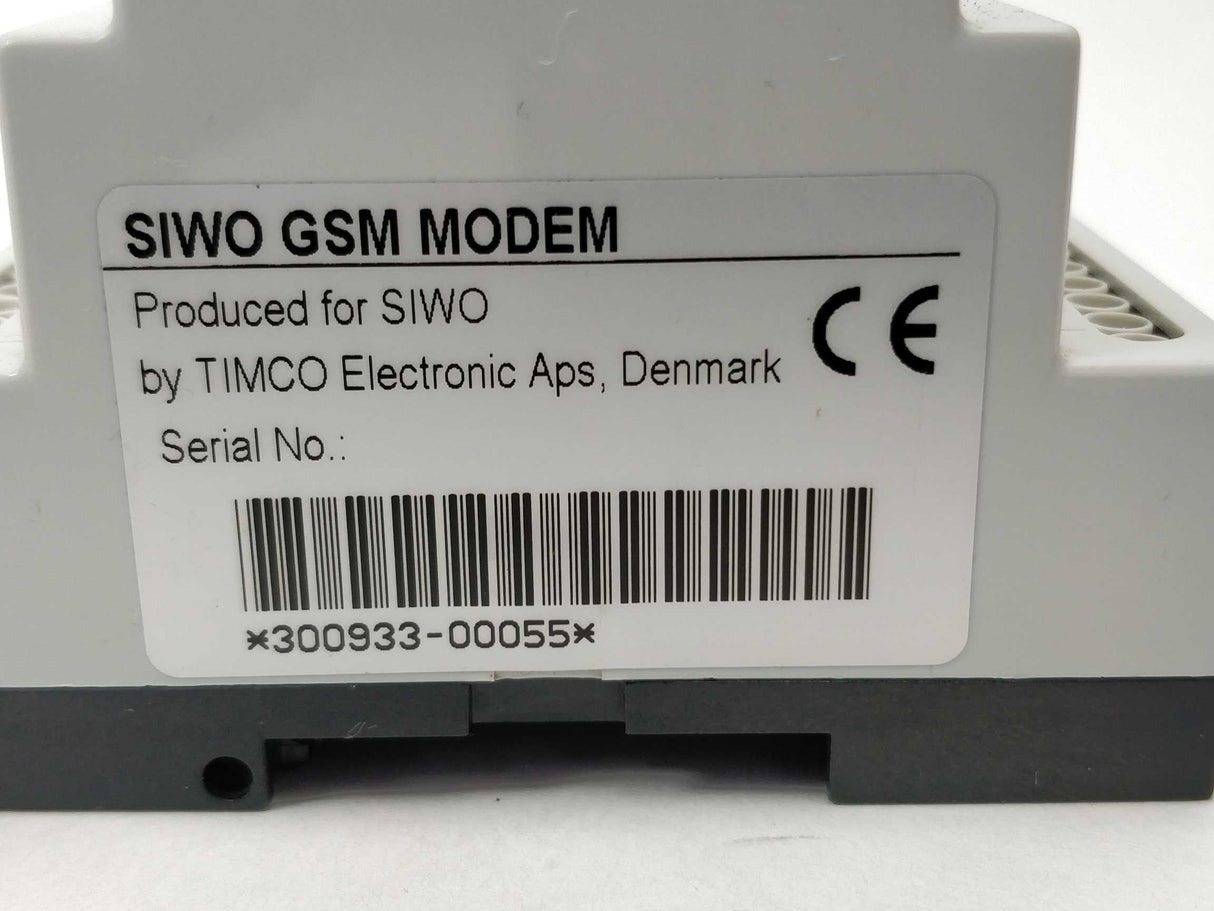 SIWO GSM MODEM
Produced for SIWO
by TIMCO Electronic Aps, Denmark
CE
Serial No.:
*300933-00055*